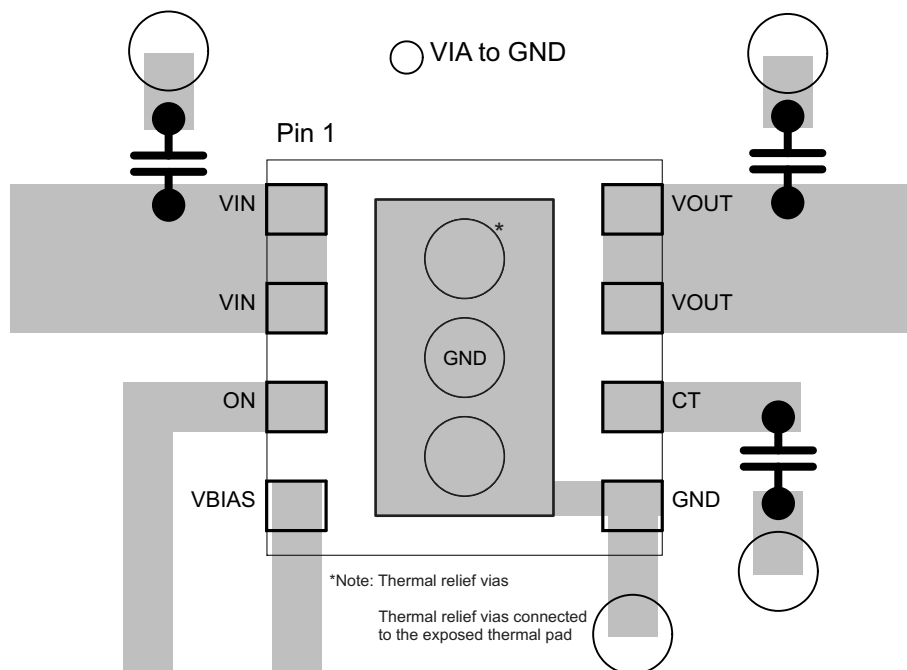 VIA to GND
Pin 1
VIN
VOUT
*
VIN
VOUT
GND
ON
CT
VBIAS
GND
*Note: Thermal relief vias
Thermal relief vias connected
to the exposed thermal pad